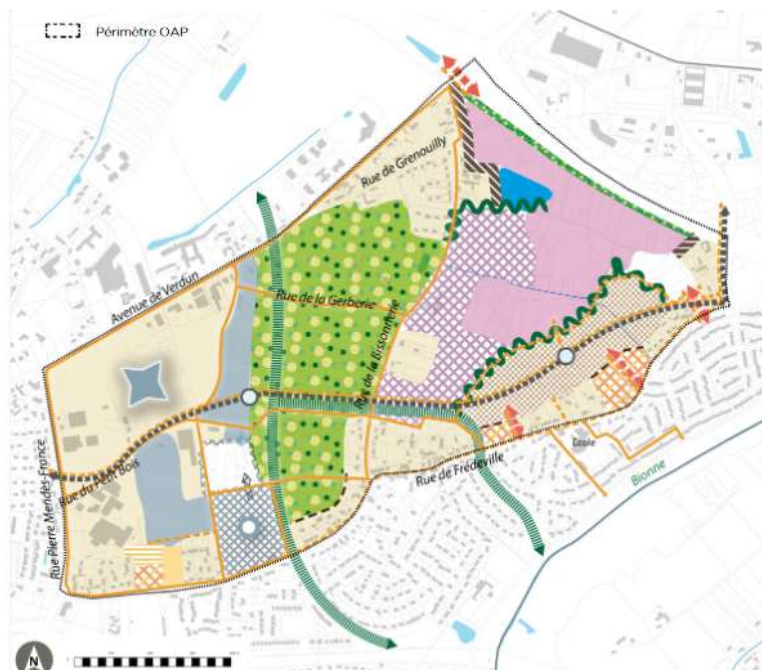 Périmètre OAP
Rue de Grenouilly
Avenue de Verdun
Rue de la Gerberie
Rue de la Bissonnerie
Rue du Petit Bois
Rue Pierre Mendès-France
Rue de Frédeville
Ecole
Bionne
N